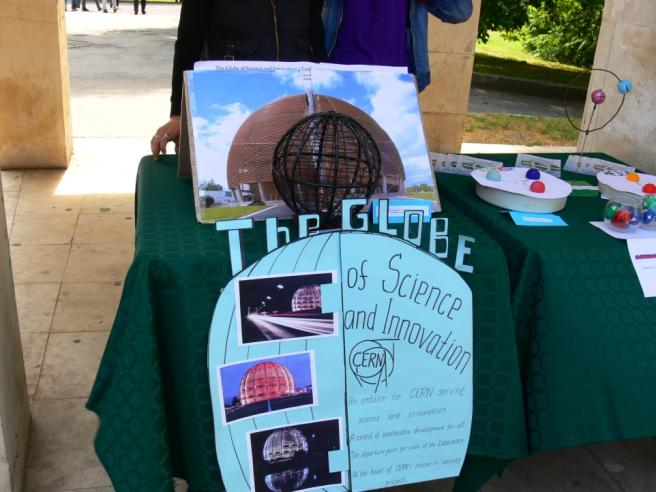 The Globe of Science and Innovation
The GLOBE
of Science
and Innovation
CERN
An emblem for CERN serving
science and innovation.
A symbol of sustainable development for all.
The departure point for visits of the Laboratory
At the heart of CERN's science in society
project.